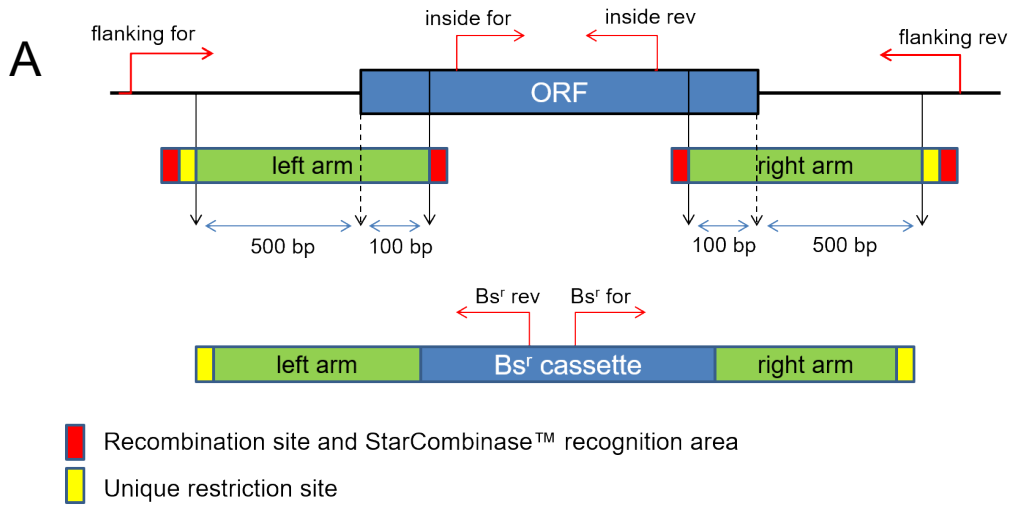 A
flanking for
inside for
inside rev
flanking rev
ORF
left arm
right arm
500 bp
100 bp
100 bp
500 bp
Bsʳ rev
Bsʳ for
left arm
Bsʳ cassette
right arm
Recombination site and StarCombinase™ recognition area
Unique restriction site